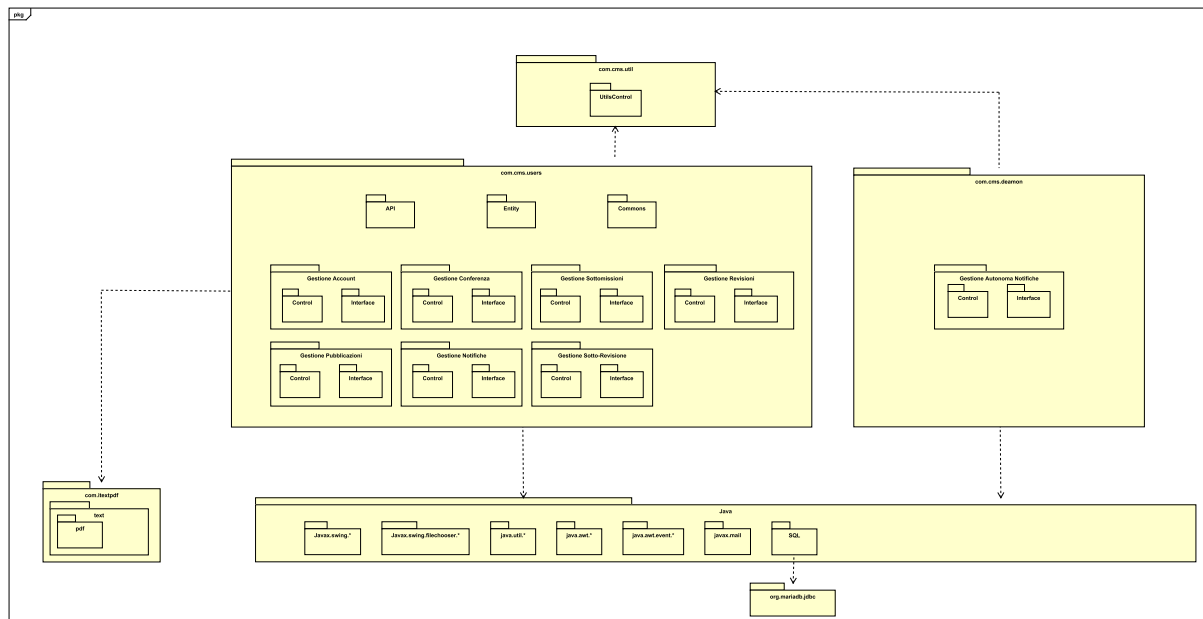 pkg
com.cms.util
UtilsControl
com.cms.users
com.cms.deamon
API
Entity
Commons
Gestione Account
Control
Interface
Gestione Conferenza
Control
Interface
Gestione Sottomissioni
Control
Interface
Gestione Revisioni
Control
Interface
Gestione Autonoma Notifiche
Control
Interface
Gestione Pubblicazioni
Control
Interface
Gestione Notifiche
Control
Interface
Gestione Sotto-Revisione
Control
Interface
com.itextpdf
text
pdf
Java
Javax.swing.*
Javax.swing.filechooser.*
java.util.*
java.awt.*
java.awt.event.*
javax.mail
SQL
org.mariadb.jdbc